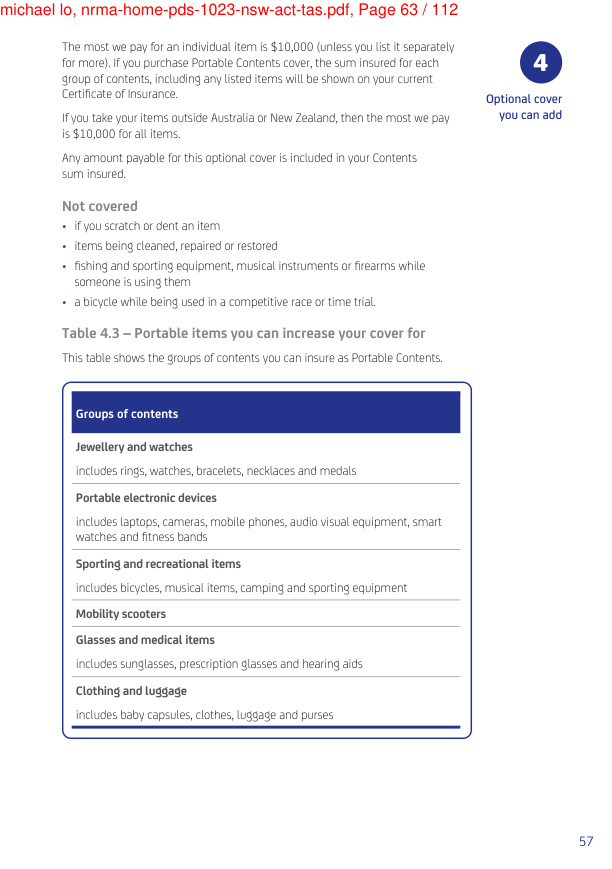 michael lo, nrma-home-pds-1023-nsw-act-tas.pdf, Page 63 / 112
The most we pay for an individual item is $10,000 (unless you list it separately
for more). If you purchase Portable Contents cover, the sum insured for each
group of contents, including any listed items will be shown on your current
Certificate of Insurance.
If you take your items outside Australia or New Zealand, then the most we pay
is $10,000 for all items.
Any amount payable for this optional cover is included in your Contents
sum insured.
4
Optional cover
you can add
Not covered
• if you scratch or dent an item
• items being cleaned, repaired or restored
• fishing and sporting equipment, musical instruments or firearms while
someone is using them
• a bicycle while being used in a competitive race or time trial.
Table 4.3 – Portable items you can increase your cover for
This table shows the groups of contents you can insure as Portable Contents.
Groups of contents
Jewellery and watches
includes rings, watches, bracelets, necklaces and medals
Portable electronic devices
includes laptops, cameras, mobile phones, audio visual equipment, smart
watches and fitness bands
Sporting and recreational items
includes bicycles, musical items, camping and sporting equipment
Mobility scooters
Glasses and medical items
includes sunglasses, prescription glasses and hearing aids
Clothing and luggage
includes baby capsules, clothes, luggage and purses
57